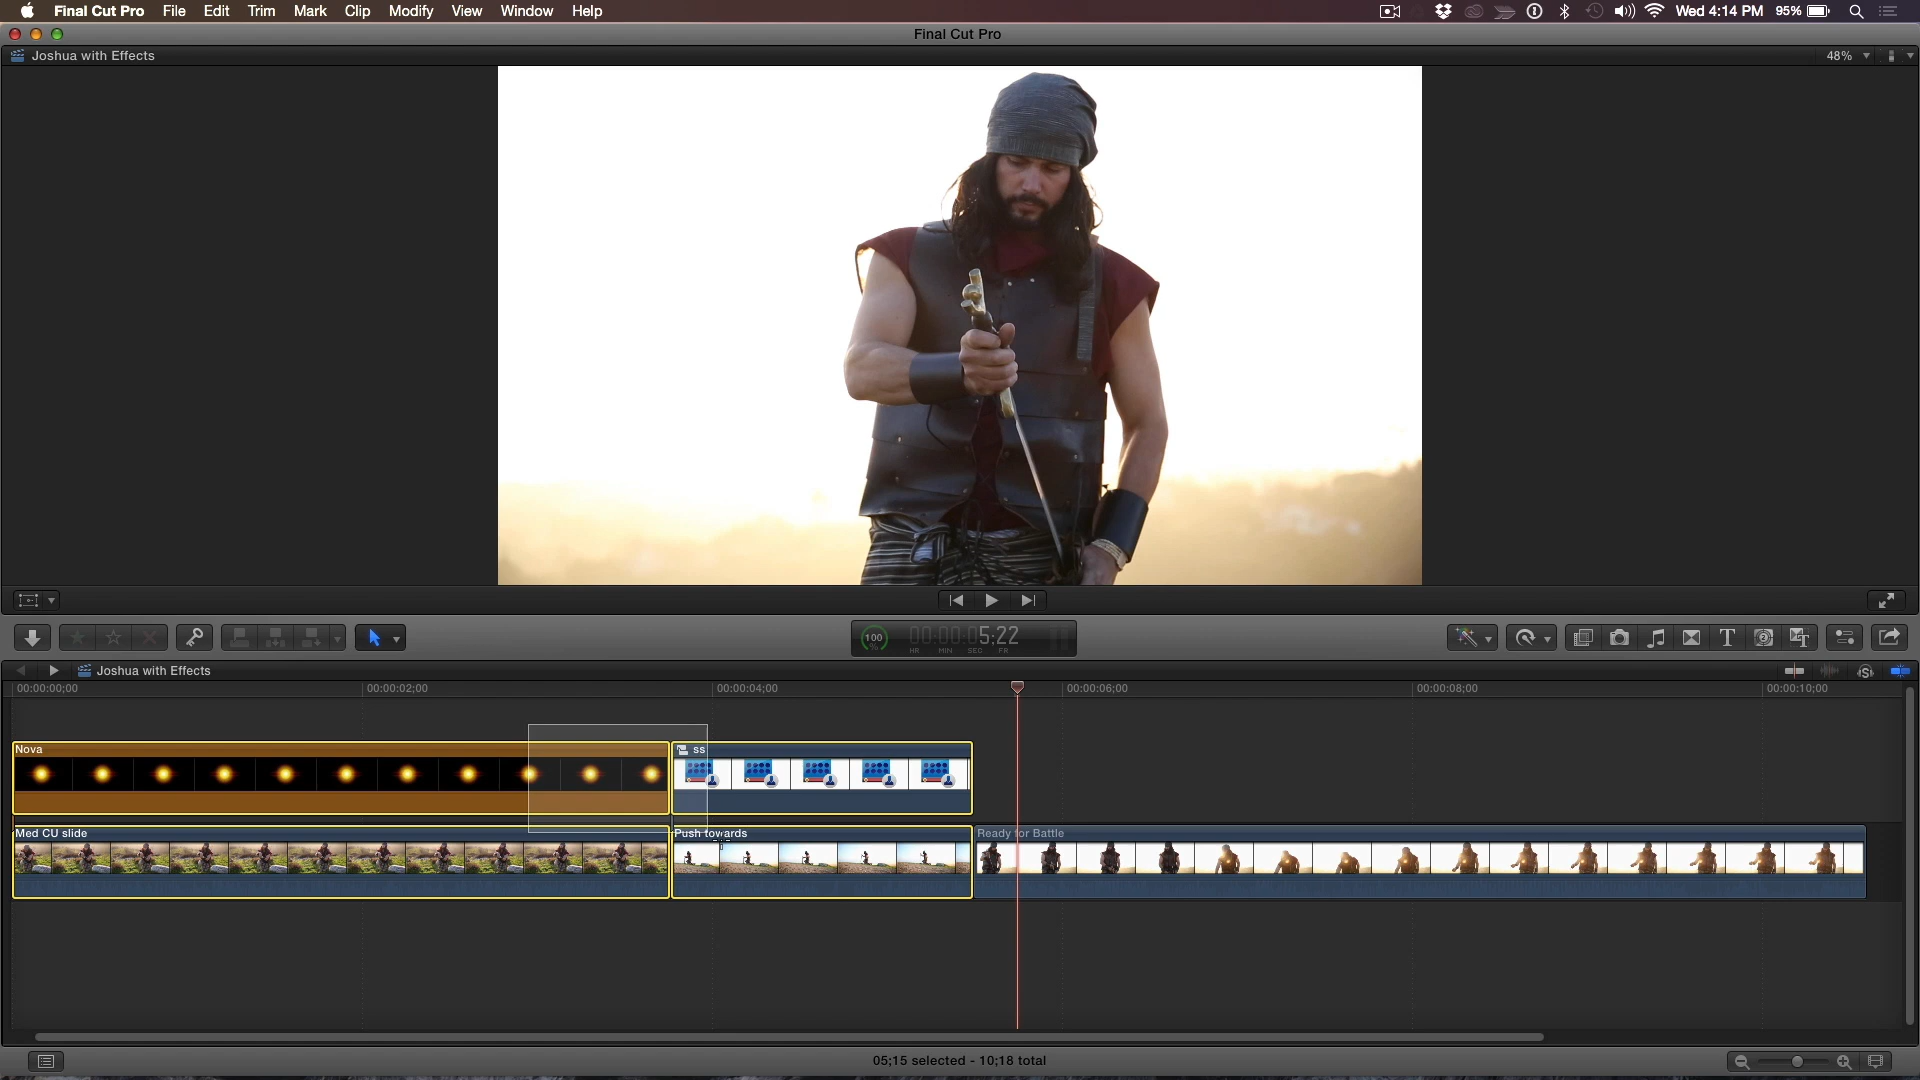 Final Cut Pro File Edit Trim Mark Clip Modify View Window Help Wed 4:14 PM 95%
Final Cut Pro
Joshua with Effects 48%
100 % 00:00:05;22
HR MIN SEC FR
Joshua with Effects
00:00:00;00 00:00:02;00 00:00:04;00 00:00:06;00 00:00:08;00 00:00:10;00
Nova ss
Med CU slide Push towards Ready for Battle
05;15 selected - 10;18 total